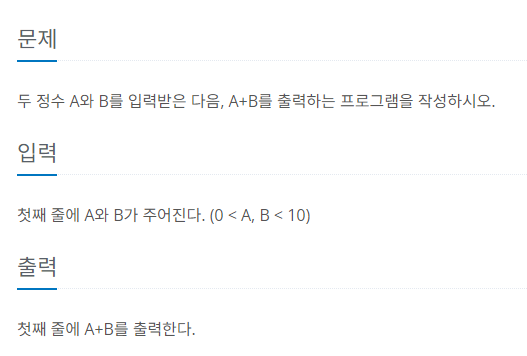 문제
두 정수 A와 B를 입력받은 다음, A+B를 출력하는 프로그램을 작성하시오.
입력
첫째 줄에 A와 B가 주어진다. (0 < A, B < 10)
출력
첫째 줄에 A+B를 출력한다.